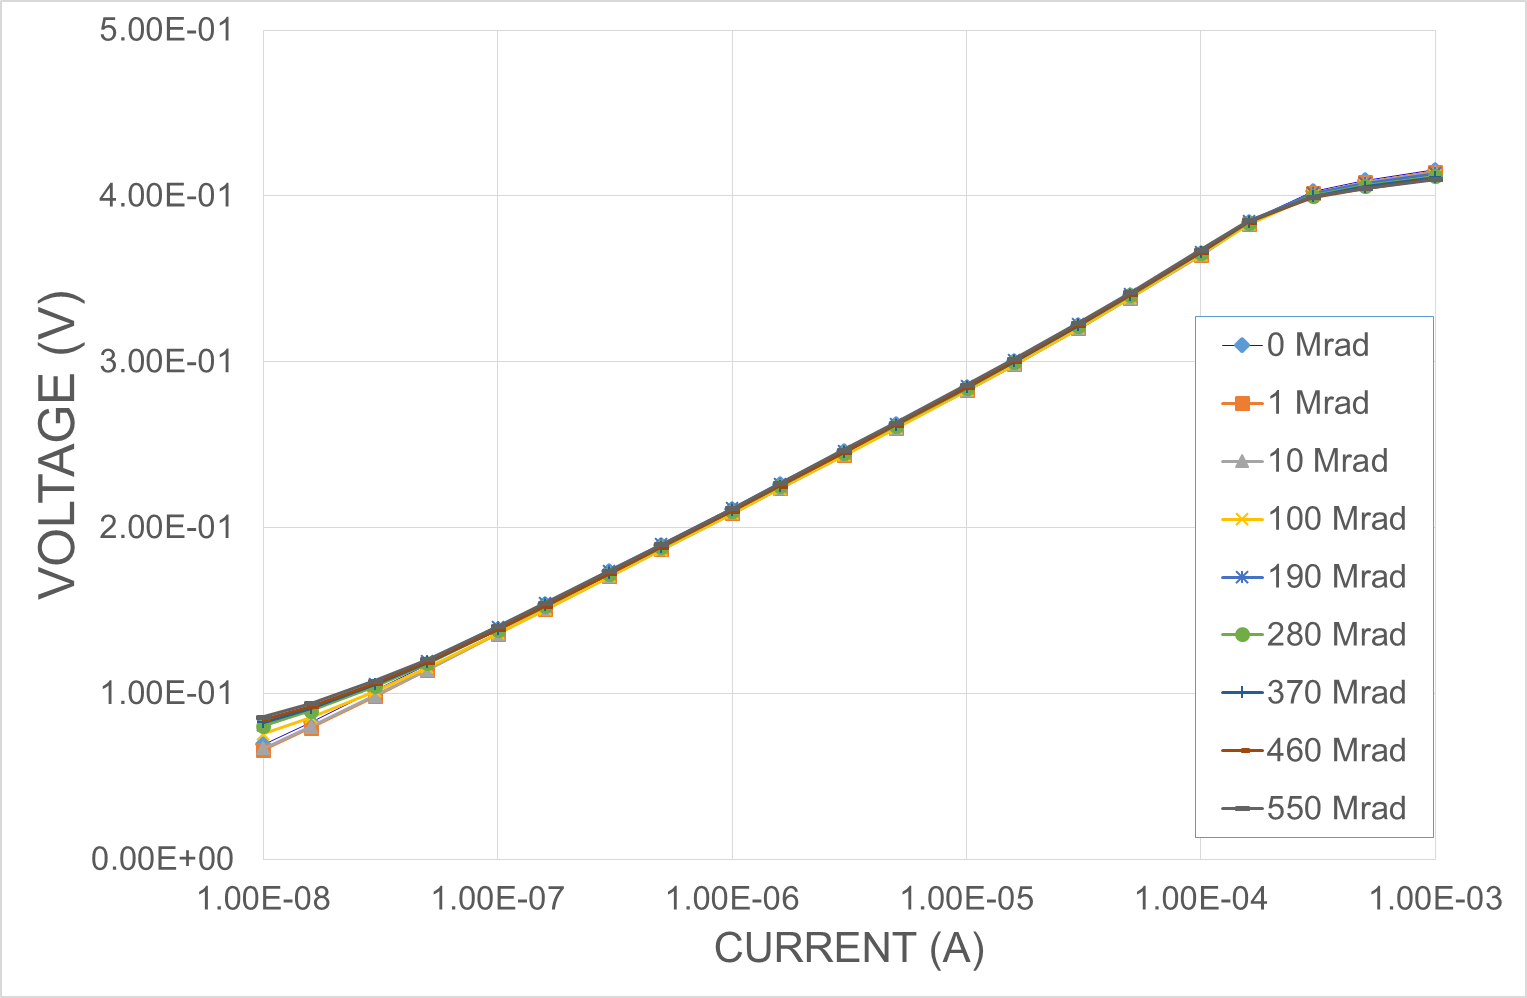 5.00E-01
4.00E-01
3.00E-01
2.00E-01
1.00E-01
0.00E+00
VOLTAGE (V)
1.00E-08 1.00E-07 1.00E-06 1.00E-05 1.00E-04 1.00E-03
CURRENT (A)
0 Mrad
1 Mrad
10 Mrad
100 Mrad
190 Mrad
280 Mrad
370 Mrad
460 Mrad
550 Mrad